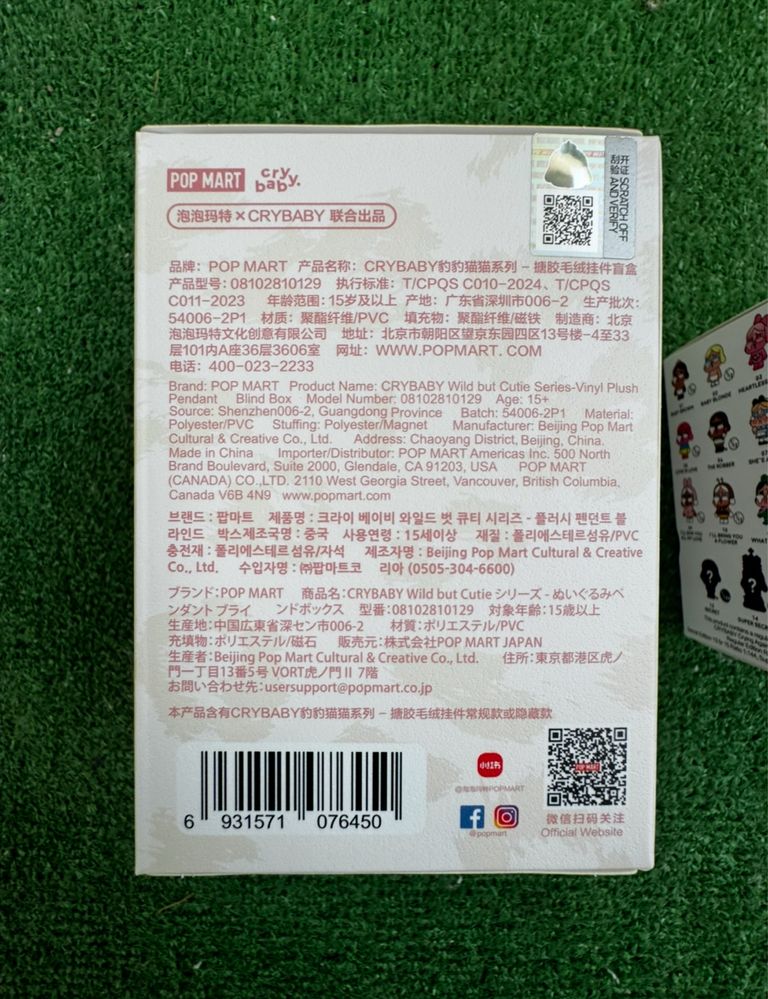 POP MART
cry baby.
泡泡玛特×CRYBABY 联合出品
开证 SCRATCH OFF
刮验 AND VERIFY
品牌：POP MART 产品名称：CRYBABY豹豹猫猫系列 – 搪胶毛绒挂件盲盒
产品型号：08102810129 执行标准：T/CPQS C010-2024、T/CPQS
C011-2023 年龄范围：15岁及以上 产地：广东省深圳市006-2 生产批次：
54006-2P1 材质：聚酯纤维/PVC 填充物：聚酯纤维/磁铁 制造商：北京
泡泡玛特文化创意有限公司 地址：北京市朝阳区望京东园四区13号楼-4至33
层101内A座36层3606室 网址：WWW.POPMART. COM
电话：400-023-2233
Brand: POP MART Product Name: CRYBABY Wild but Cutie Series-Vinyl Plush
Pendant Blind Box Model Number: 08102810129 Age: 15+
Source: Shenzhen006-2, Guangdong Province Batch: 54006-2P1 Material:
Polyester/PVC Stuffing: Polyester/Magnet Manufacturer: Beijing Pop Mart
Cultural & Creative Co., Ltd. Address: Chaoyang District, Beijing, China.
Made in China Importer/Distributor: POP MART Americas Inc. 500 North
Brand Boulevard, Suite 2000, Glendale, CA 91203, USA POP MART
(CANADA) CO.,LTD. 2110 West Georgia Street, Vancouver, British Columbia,
Canada V6B 4N9 www.popmart.com
브랜드 : 팝마트 제품명 : 크라이 베이비 와일드 벗 큐티 시리즈 - 플러시 펜던트 블
라인드 박스제조국명 : 중국 사용연령 : 15세이상 재질 : 폴리에스테르섬유/PVC
충전재 : 폴리에스테르섬유/자석 제조자명 : Beijing Pop Mart Cultural & Creative
Co., Ltd. 수입자명 : ㈜팝마트코 리아 (0505-304-6600)
ブランド：POP MART 商品名：CRYBABY Wild but Cutie シリーズ - ぬいぐるみペ
ンダント ブライ ンドボックス 型番：08102810129 対象年齢：15歳以上
生産地：中国広東省深セン市006-2 材質：ポリエステル/PVC
充填物：ポリエステル/磁石 販売元：株式会社POP MART JAPAN
生産者：Beijing Pop Mart Cultural & Creative Co., Ltd. 住所：東京都港区虎ノ
門一丁目13番5号 VORT虎ノ門Ⅱ 7階
お問い合わせ先：usersupport@popmart.co.jp
本产品含有CRYBABY豹豹猫猫系列 – 搪胶毛绒挂件常规款或隐藏款
6 931571 076450
小红书
@泡泡玛特POPMART
@popmart
POP MART
微信扫码关注
Official Website
BABY BLONDE
HEARTLESS
THE ROBBER
I'LL BRING YOU
A FLOWER
SECRET
SUPER SECR